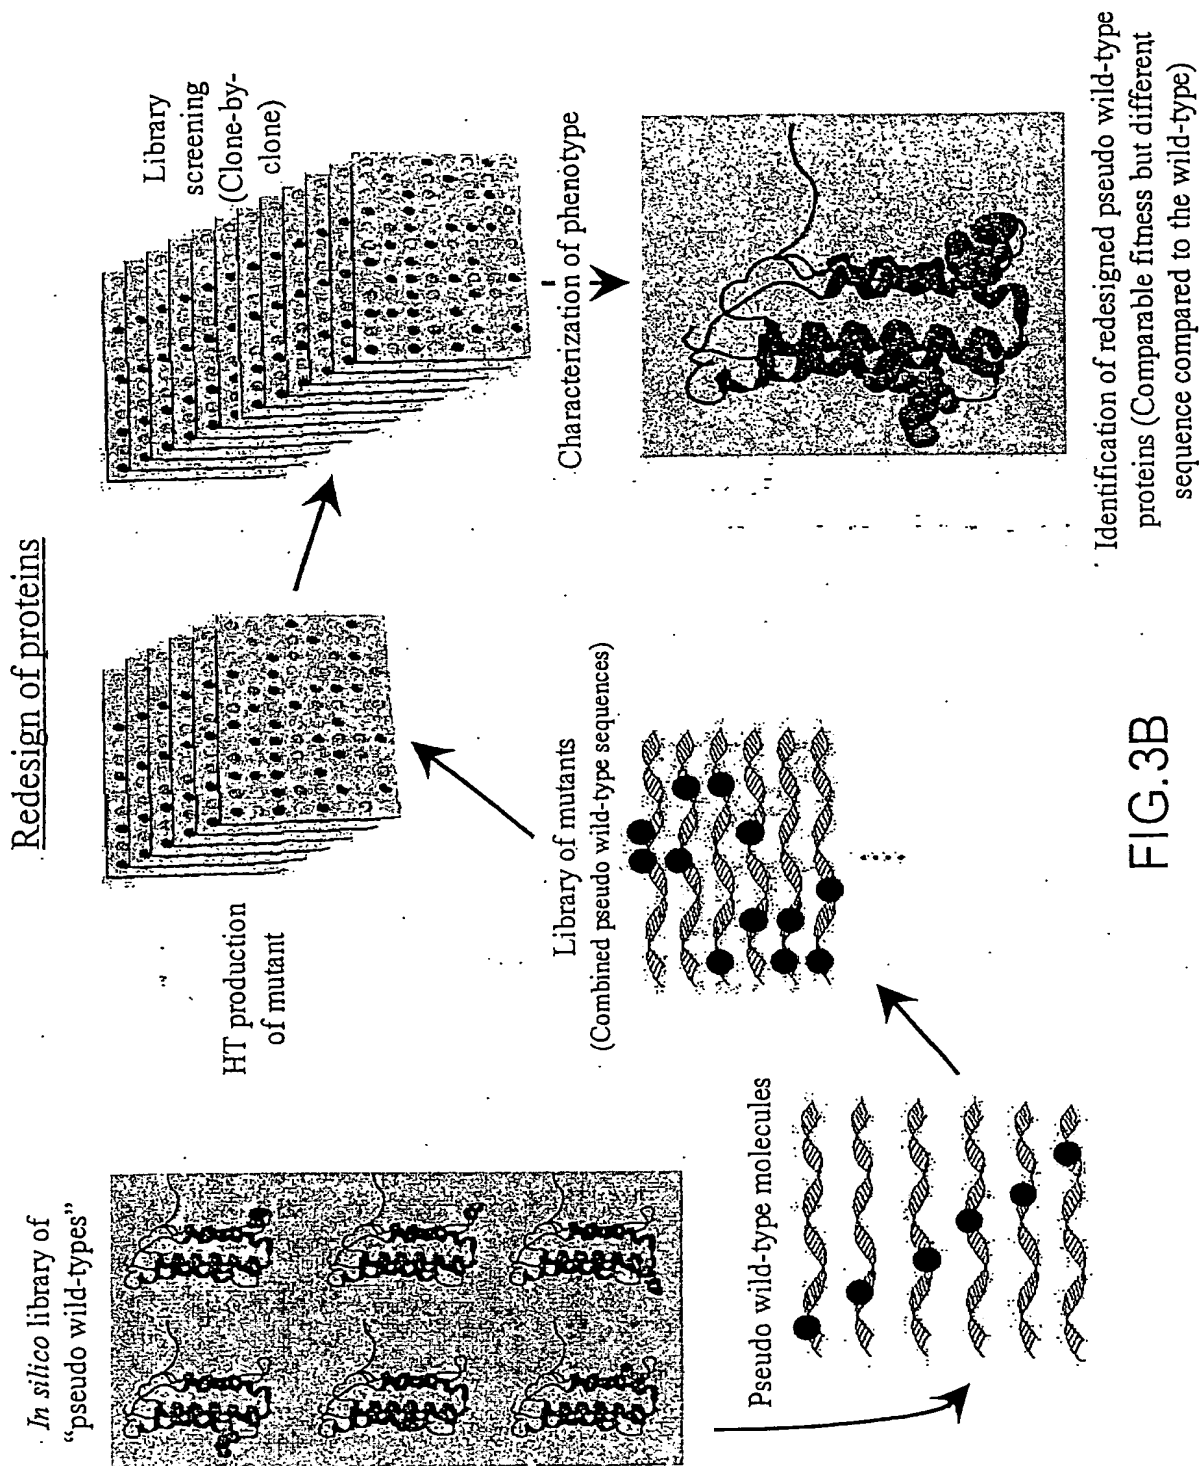 Redesign of proteins
In silico library of
“pseudo wild-types”
Pseudo wild-type molecules
Library of mutants
(Combined pseudo wild-type sequences)
HT production
of mutant
Library
screening
(Clone-by-
clone)
Characterization of phenotype
Identification of redesigned pseudo wild-type
proteins (Comparable fitness but different
sequence compared to the wild-type)
FIG.3B